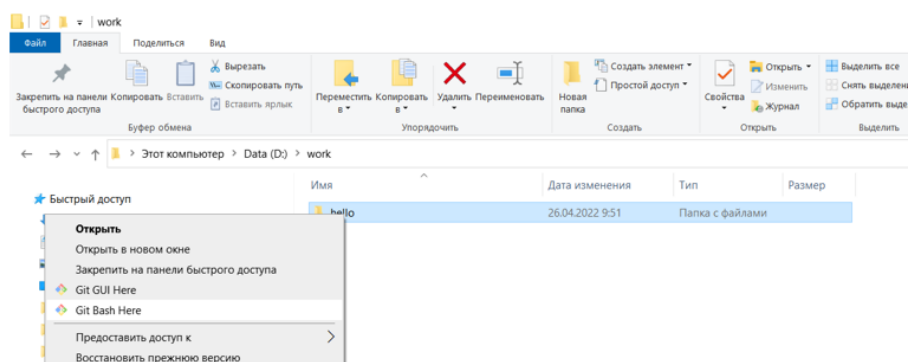 work
Файл Главная Поделиться Вид
Закрепить на панели быстрого доступа
Копировать
Вставить
Вырезать
Скопировать путь
Вставить ярлык
Буфер обмена
Переместить в
Копировать в
Удалить
Переименовать
Упорядочить
Новая папка
Создать элемент
Простой доступ
Создать
Свойства
Открыть
Изменить
Журнал
Открыть
Выделить все
Снять
Обратить
Выделить
Этот компьютер > Data (D:) > work
Быстрый доступ
Имя Дата изменения Тип Размер
hello 26.04.2022 9:51 Папка с файлами
Открыть
Открыть в новом окне
Закрепить на панели быстрого доступа
Git GUI Here
Git Bash Here
Предоставить доступ к
Восстановить прежнюю версию